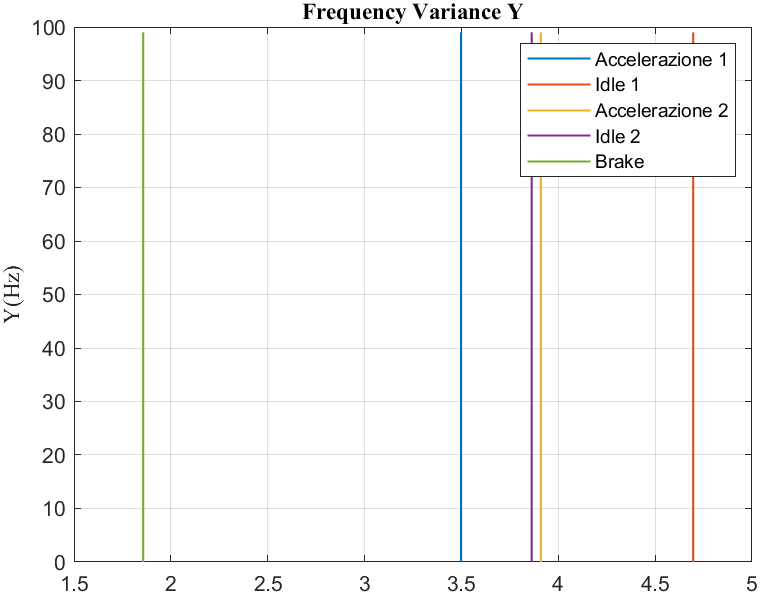 Frequency Variance Y
100
90
80
70
60
50
40
30
20
10
0
Y(Hz)
1.5 2 2.5 3 3.5 4 4.5 5
Accelerazione 1
Idle 1
Accelerazione 2
Idle 2
Brake